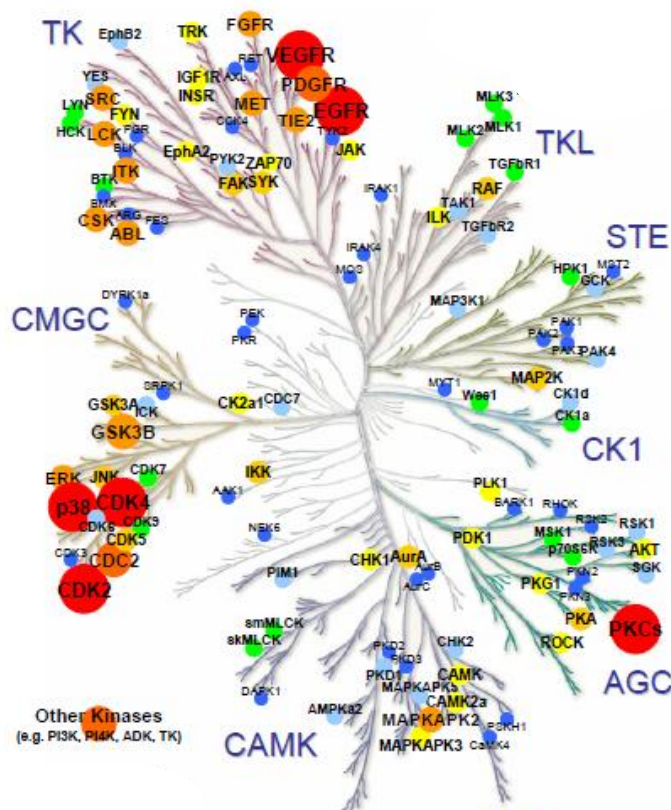 TK
EphB2
TRK
FGFR
VEGFR
RET
AXL
IGF1R
INSR
PDGFR
EGFR
YES
SRC
LYN
FYN
HCK
LCK
FGR
BLK
MET
CCK4
TIE2
TYK2
JAK
EphA2
PYK2
ZAP70
ITK
BTK
BMX
FAK
SYK
CSK
ARG
ABL
FES
MLK3
MLK1
MLK2
TKL
TGFbR1
RAF
TAK1
ILK
TGFbR2
IRAK1
IRAK4
MOS
STE
HPK1
MST2
GCK
MAP3K1
PAK1
PAK2
PAK3
PAK4
MAP2K
MYT1
Wee1
CK1d
CK1a
CK1
CMGC
DYRK1a
PEK
PKR
SRPK1
GSK3A
ICK
CK2a1
CDC7
GSK3B
ERK
JNK
CDK7
p38
CDK4
CDK6
CDK9
CDK5
CDK3
CDC2
CDK2
IKK
AAK1
NEK6
PIM1
CHK1
AurA
AurB
AurC
PLK1
BARK1
RHOK
PDK1
MSK1
RSK2
RSK1
p70S6K
RSK3
AKT
SGK
PKN2
PKG1
PKN3
PKA
PKCs
ROCK
AGC
smMLCK
skMLCK
DAPK1
PKD2
PKD3
PKD1
CHK2
CAMK
MAPKAPK5
AMPKa2
CAMK2a
MAPKAPK2
PSKH1
MAPKAPK3
CaMK4
CAMK
Other Kinases
(e.g. PI3K, PI4K, ADK, TK)